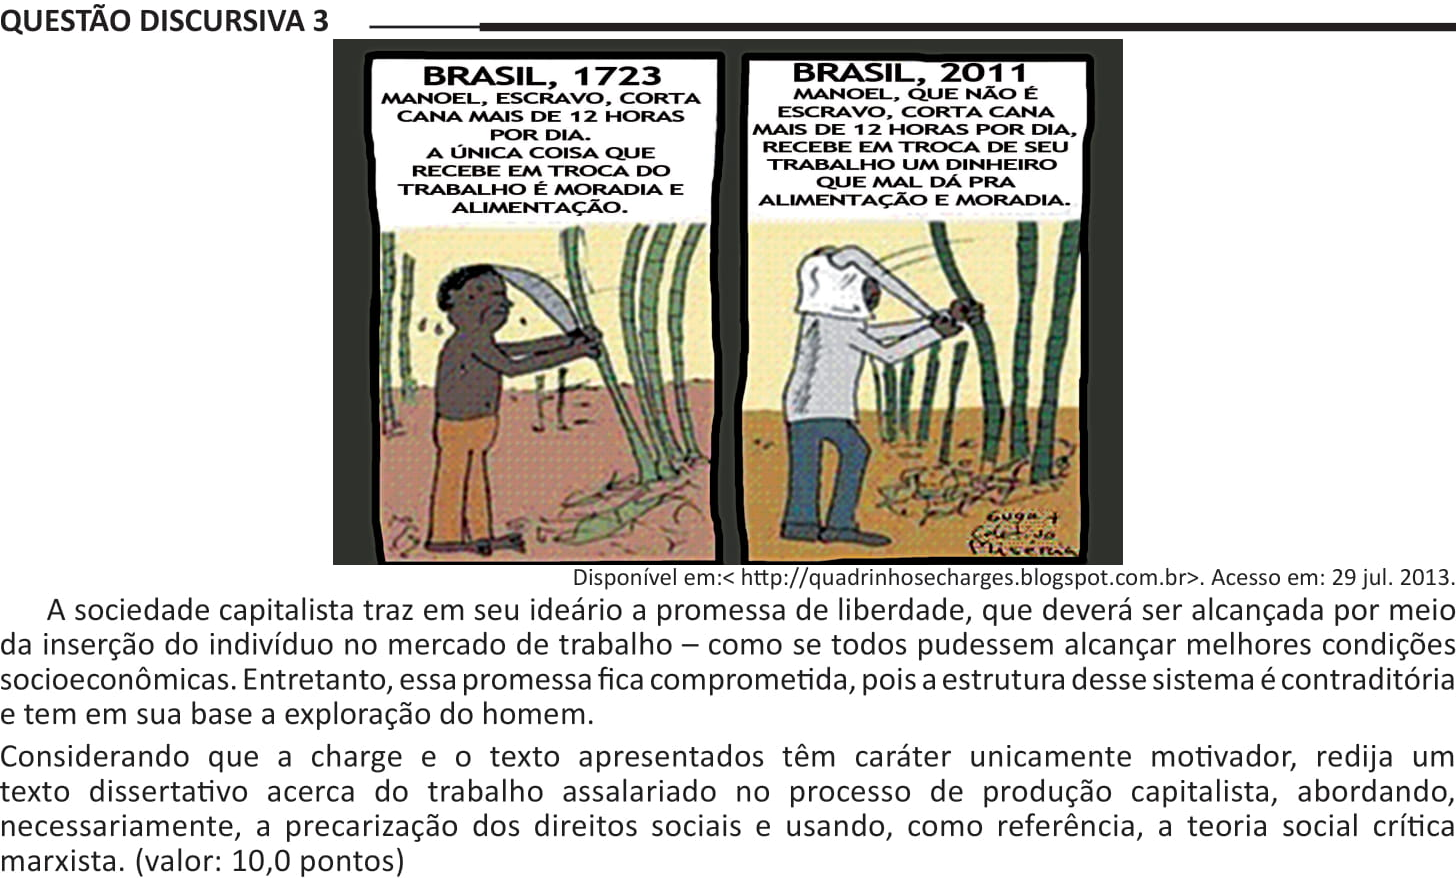 QUESTÃO DISCURSIVA 3
BRASIL, 1723
MANOEL, ESCRAVO, CORTA
CANA MAIS DE 12 HORAS
POR DIA.
A ÚNICA COISA QUE
RECEBE EM TROCA DO
TRABALHO É MORADIA E
ALIMENTAÇÃO.
BRASIL, 2011
MANOEL, QUE NÃO É
ESCRAVO, CORTA CANA
MAIS DE 12 HORAS POR DIA,
RECEBE EM TROCA DE SEU
TRABALHO UM DINHEIRO
QUE MAL DÁ PRA
ALIMENTAÇÃO E MORADIA.
Disponível em:< http://quadrinhosecharges.blogspot.com.br>. Acesso em: 29 jul. 2013.
A sociedade capitalista traz em seu ideário a promessa de liberdade, que deverá ser alcançada por meio
da inserção do indivíduo no mercado de trabalho – como se todos pudessem alcançar melhores condições
socioeconômicas. Entretanto, essa promessa fica comprometida, pois a estrutura desse sistema é contraditória
e tem em sua base a exploração do homem.
Considerando que a charge e o texto apresentados têm caráter unicamente motivador, redija um
texto dissertativo acerca do trabalho assalariado no processo de produção capitalista, abordando,
necessariamente, a precarização dos direitos sociais e usando, como referência, a teoria social crítica
marxista. (valor: 10,0 pontos)